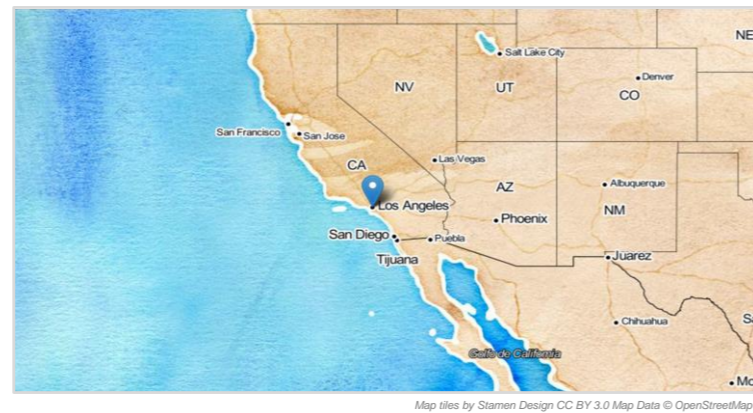 NE
Salt Lake City
Denver
NV
UT
CO
San Francisco
San Jose
CA
Las Vegas
AZ
Albuquerque
Los Angeles
NM
Phoenix
San Diego
Puebla
Tijuana
Juárez
Chihuahua
Golfo de California
Map tiles by Stamen Design CC BY 3.0 Map Data © OpenStreetMap